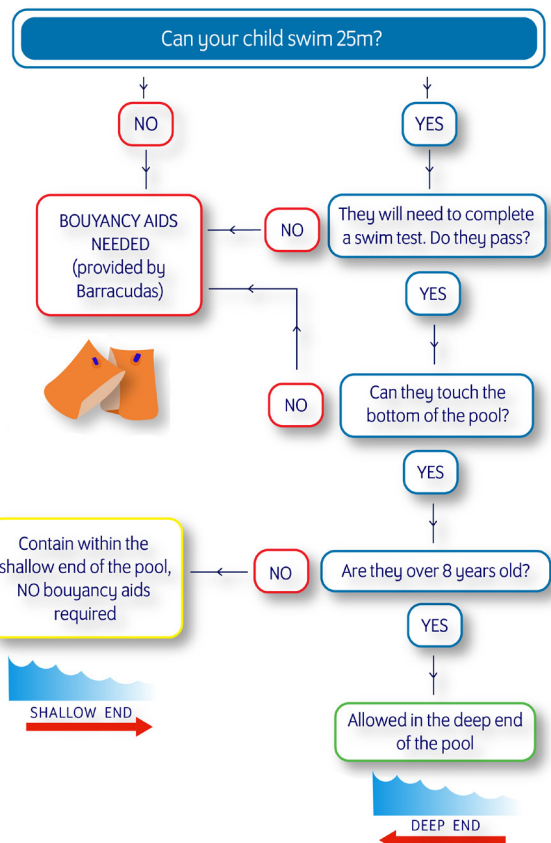 Can your child swim 25m?
NO
YES
BOUYANCY AIDS
NEEDED
(provided by
Barracudas)
NO
They will need to complete
a swim test. Do they pass?
YES
NO
Can they touch the
bottom of the pool?
YES
Contain within the
shallow end of the pool,
NO bouyancy aids
required
NO
Are they over 8 years old?
YES
SHALLOW END
Allowed in the deep end
of the pool
DEEP END